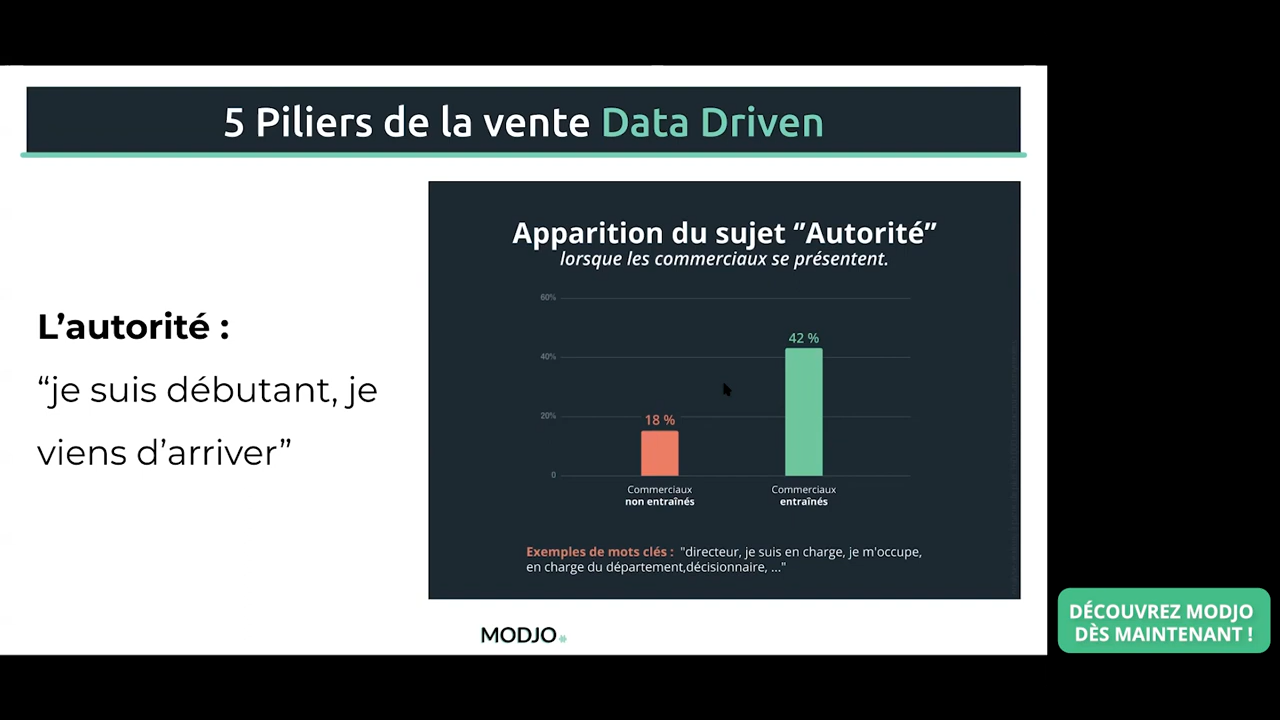 5 Piliers de la vente Data Driven
L’autorité :
“je suis débutant, je
viens d’arriver”
Apparition du sujet “Autorité”
lorsque les commerciaux se présentent.
60%
40%
20%
0
18 %
42 %
Commerciaux
non entraînés
Commerciaux
entraînés
Exemples de mots clés : "directeur, je suis en charge, je m'occupe,
en charge du département,décisionnaire, ..."
MODJO
DÉCOUVREZ MODJO
DÈS MAINTENANT !